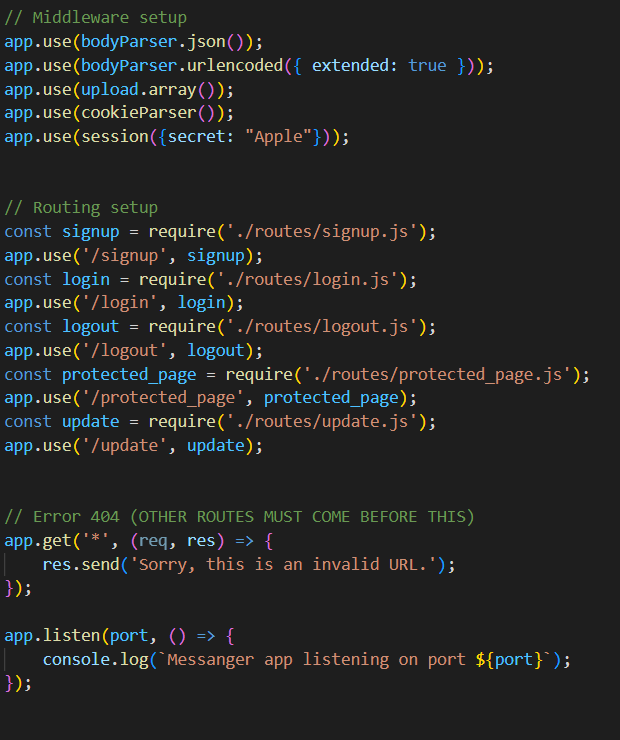 // Middleware setup
app.use(bodyParser.json());
app.use(bodyParser.urlencoded({ extended: true }));
app.use(upload.array());
app.use(cookieParser());
app.use(session({secret: "Apple"}));
// Routing setup
const signup = require('./routes/signup.js');
app.use('/signup', signup);
const login = require('./routes/login.js');
app.use('/login', login);
const logout = require('./routes/logout.js');
app.use('/logout', logout);
const protected_page = require('./routes/protected_page.js');
app.use('/protected_page', protected_page);
const update = require('./routes/update.js');
app.use('/update', update);
// Error 404 (OTHER ROUTES MUST COME BEFORE THIS)
app.get('*', (req, res) => {
    res.send('Sorry, this is an invalid URL.');
});
app.listen(port, () => {
    console.log(`Messanger app listening on port ${port}`);
});